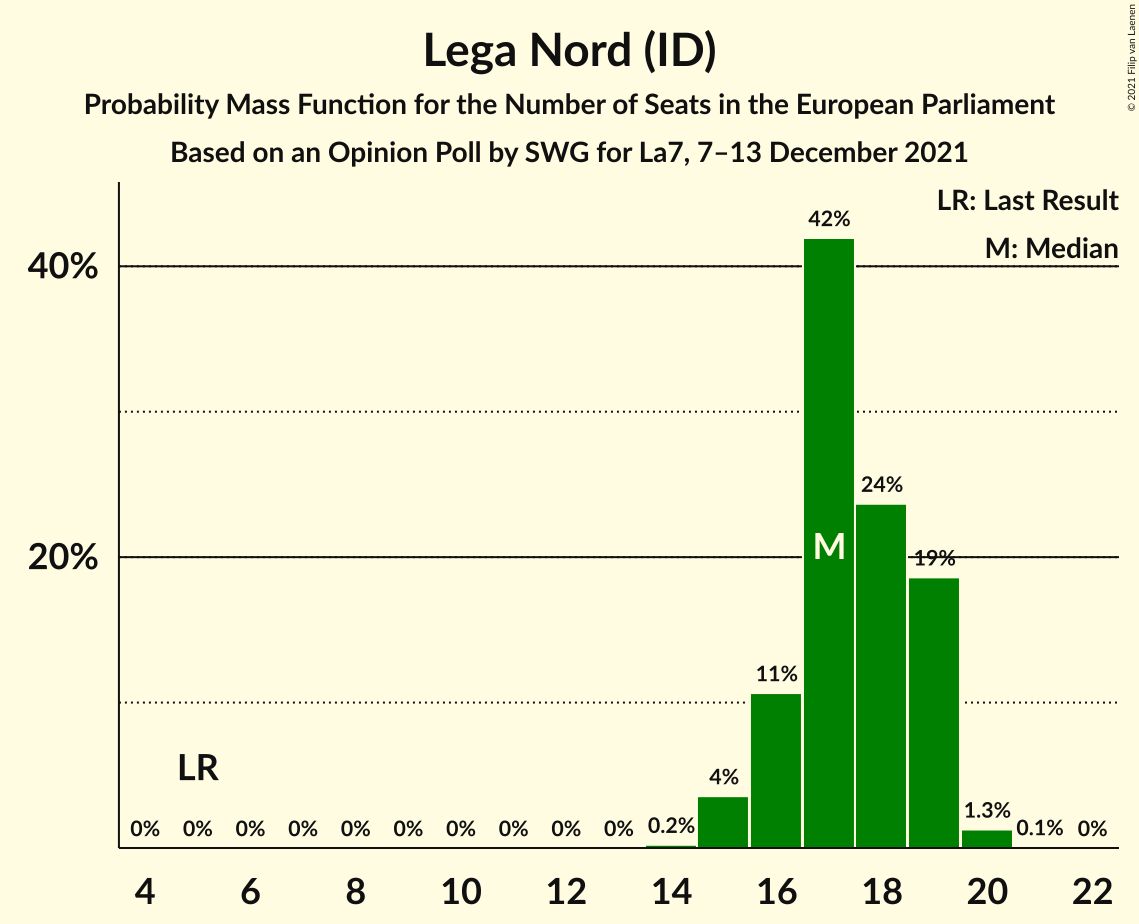 Lega Nord (ID)
Probability Mass Function for the Number of Seats in the European Parliament
Based on an Opinion Poll by SWG for La7, 7–13 December 2021
© 2021 Filip van Laenen
LR: Last Result
M: Median
40%
20%
42%
24%
19%
11%
4%
1.3%
0.2%
0.1%
0%
0% 0% 0% 0% 0% 0% 0% 0% 0% 0%
LR
M
4 6 8 10 12 14 16 18 20 22